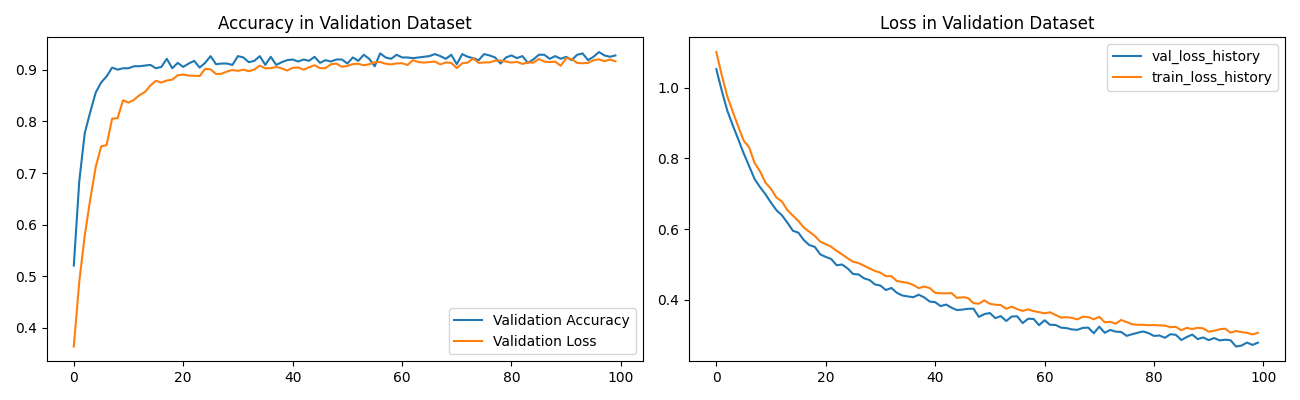 Accuracy in Validation Dataset
0.9
0.8
0.7
0.6
0.5
0.4
0 20 40 60 80 100
Validation Accuracy
Validation Loss
Loss in Validation Dataset
1.0
0.8
0.6
0.4
0 20 40 60 80 100
val_loss_history
train_loss_history